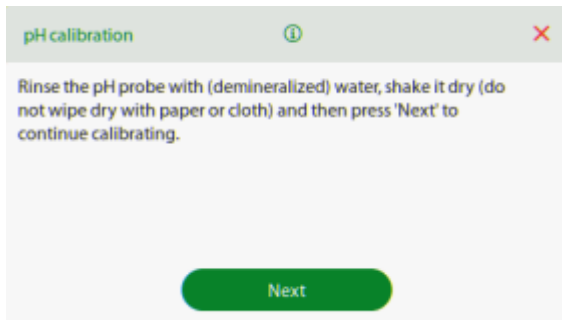 pH calibration
Rinse the pH probe with (demineralized) water, shake it dry (do
not wipe dry with paper or cloth) and then press 'Next' to
continue calibrating.
Next